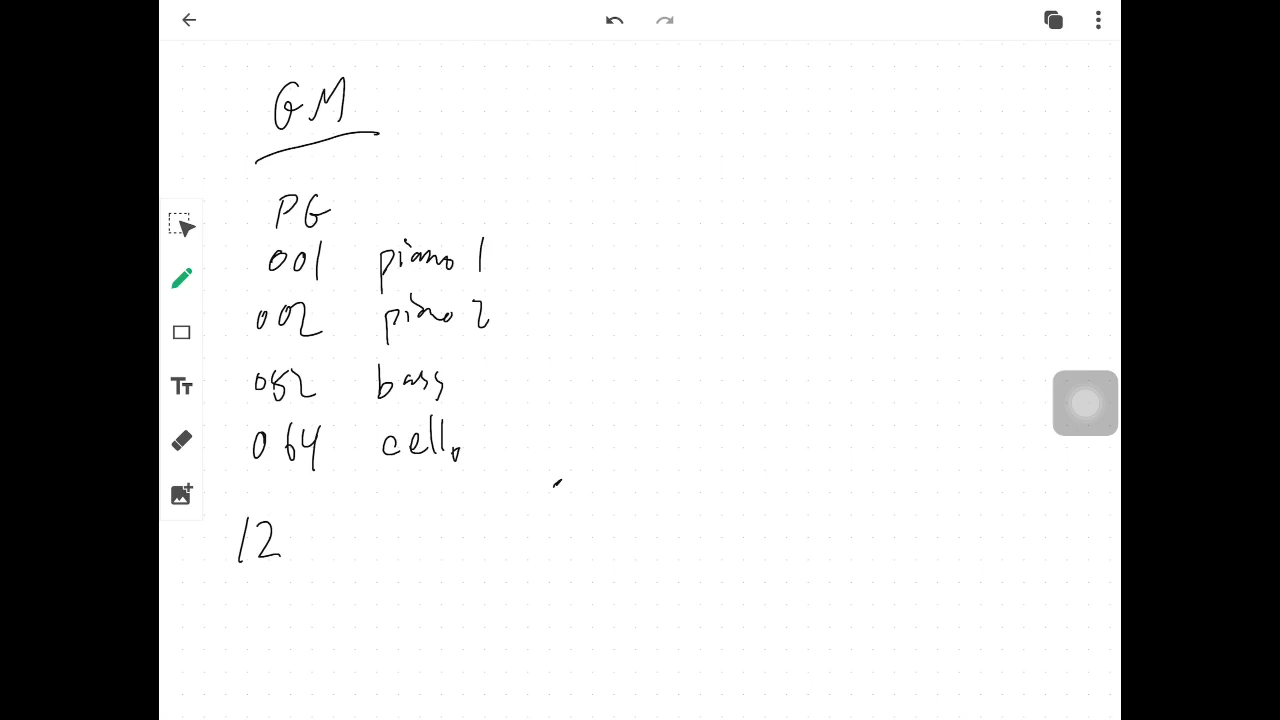 GM
PG
001 piano 1
002 piano 2
052 bass
064 cello
12